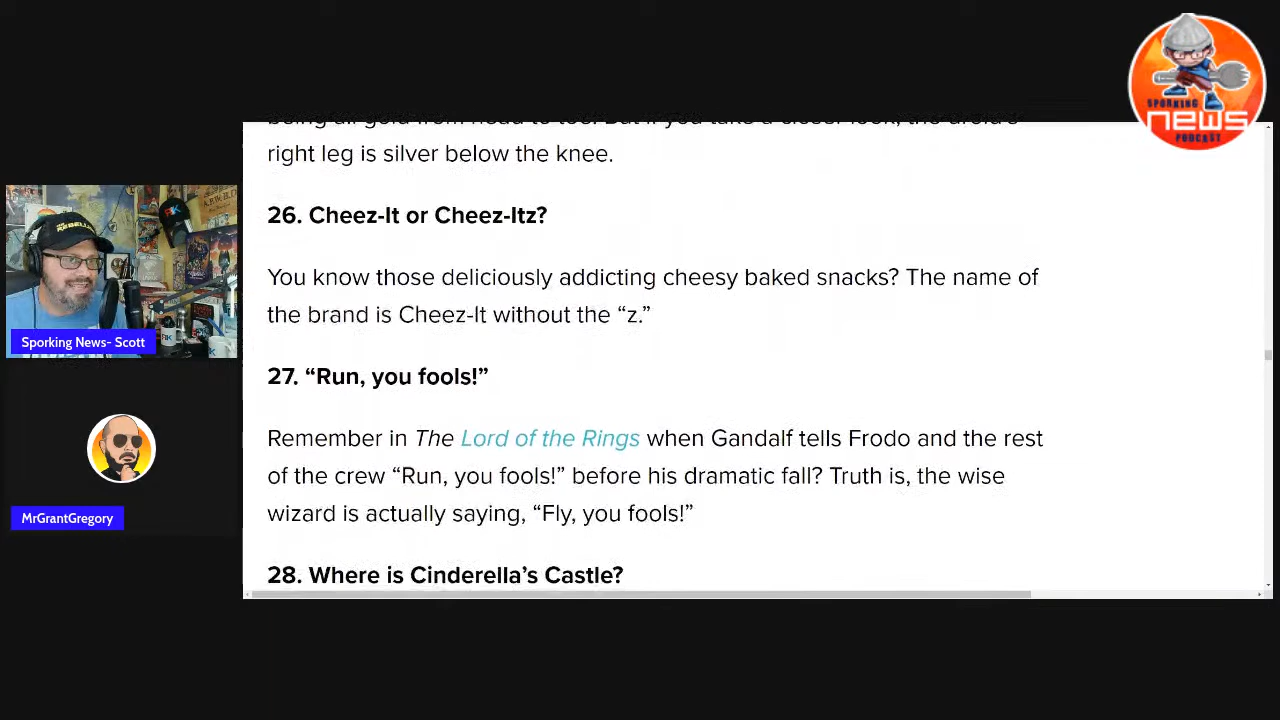 SPORKING
NEWS
PODCAST
right leg is silver below the knee.
26. Cheez-It or Cheez-Itz?
You know those deliciously addicting cheesy baked snacks? The name of
the brand is Cheez-It without the “z.”
27. “Run, you fools!”
Remember in The Lord of the Rings when Gandalf tells Frodo and the rest
of the crew “Run, you fools!” before his dramatic fall? Truth is, the wise
wizard is actually saying, “Fly, you fools!”
28. Where is Cinderella’s Castle?
Sporking News- Scott
MrGrantGregory